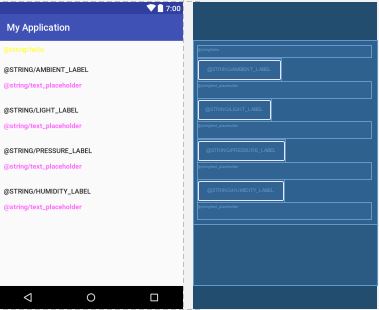 7:00
My Application
@string/hello
@STRING/AMBIENT_LABEL
@string/text_placeholder
@STRING/LIGHT_LABEL
@string/text_placeholder
@STRING/PRESSURE_LABEL
@string/text_placeholder
@STRING/HUMIDITY_LABEL
@string/text_placeholder
@string/hello
@STRING/AMBIENT_LABEL
@string/text_placeholder
@STRING/LIGHT_LABEL
@string/text_placeholder
@STRING/PRESSURE_LABEL
@string/text_placeholder
@STRING/HUMIDITY_LABEL
@string/text_placeholder